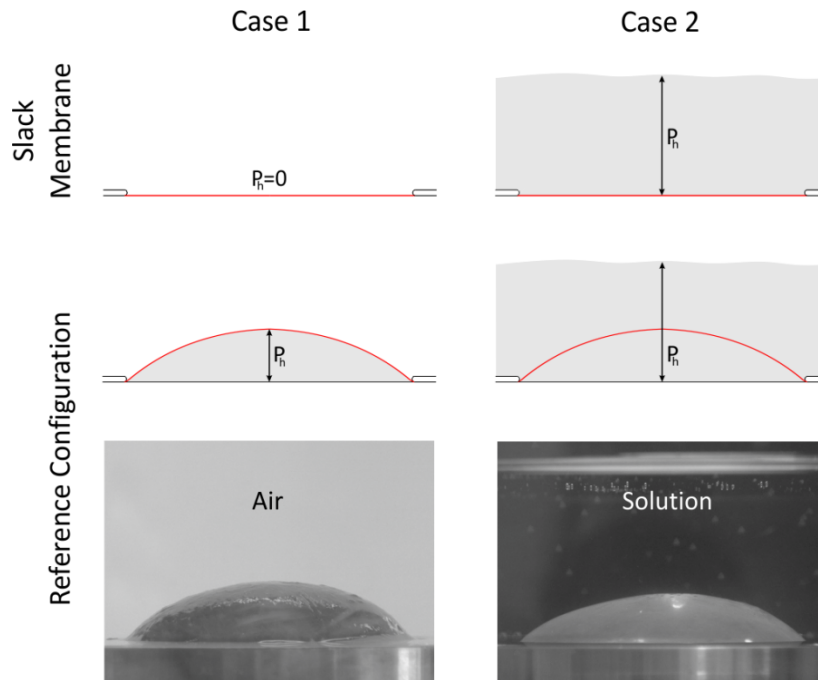 Case 1
Case 2
Slack
Membrane
Pₕ=0
Pₕ
Reference Configuration
Pₕ
Pₕ
Air
Solution